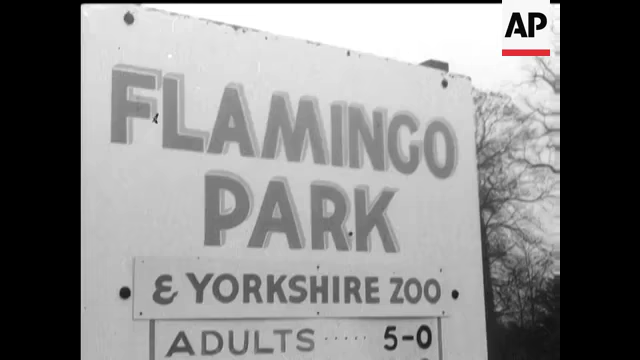 AP
FLAMINGO
PARK
& YORKSHIRE ZOO
ADULTS ····· 5-0